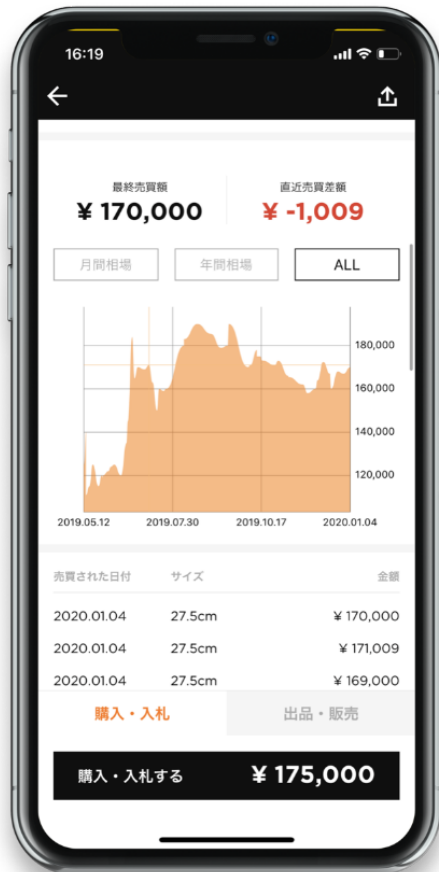 16:19
最終売買額
直近売買差額
¥ 170,000
¥ -1,009
月間相場
年間相場
ALL
180,000
160,000
140,000
120,000
2019.05.12
2019.07.30
2019.10.17
2020.01.04
売買された日付 サイズ 金額
2020.01.04 27.5cm ¥ 170,000
2020.01.04 27.5cm ¥ 171,009
2020.01.04 27.5cm ¥ 169,000
購入・入札
出品・販売
購入・入札する ¥ 175,000